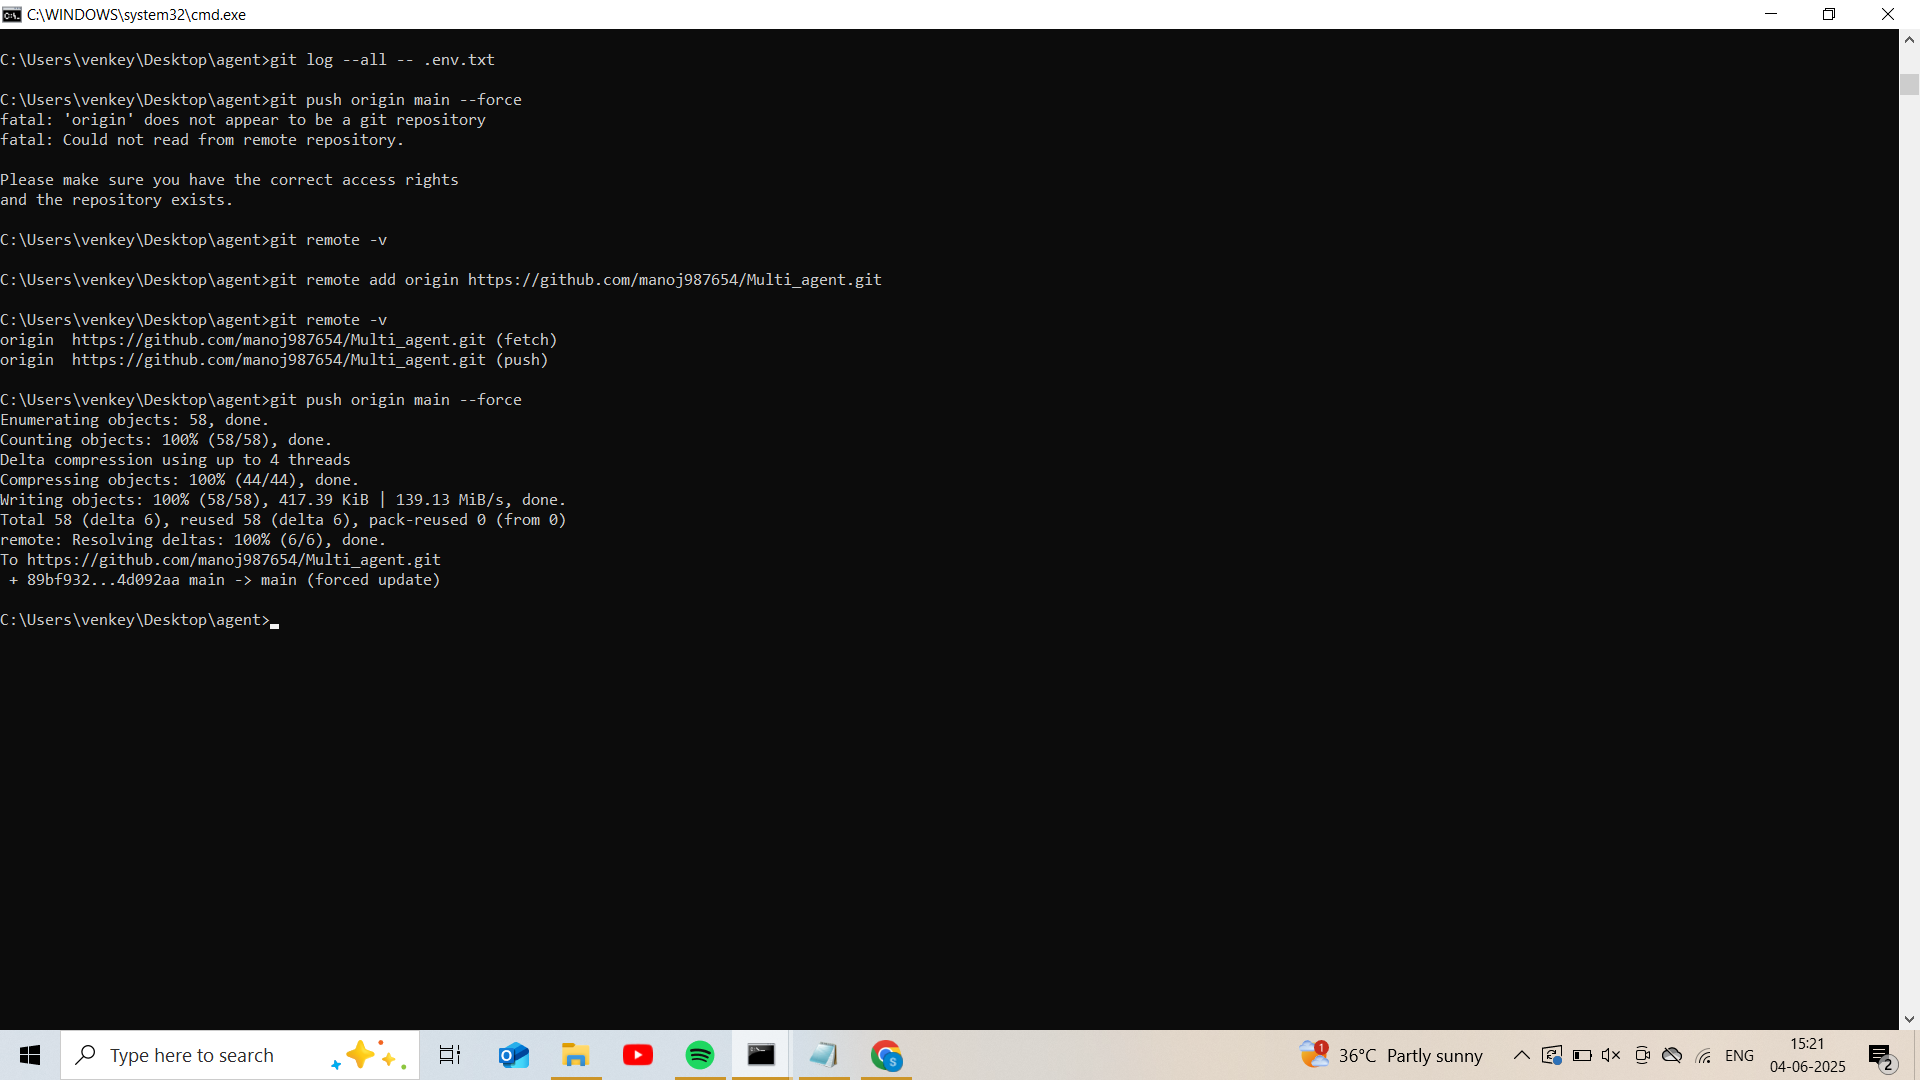 C:\WINDOWS\system32\cmd.exe
C:\Users\venkey\Desktop\agent>git log --all -- .env.txt
C:\Users\venkey\Desktop\agent>git push origin main --force
fatal: 'origin' does not appear to be a git repository
fatal: Could not read from remote repository.
Please make sure you have the correct access rights
and the repository exists.
C:\Users\venkey\Desktop\agent>git remote -v
C:\Users\venkey\Desktop\agent>git remote add origin https://github.com/manoj987654/Multi_agent.git
C:\Users\venkey\Desktop\agent>git remote -v
origin  https://github.com/manoj987654/Multi_agent.git (fetch)
origin  https://github.com/manoj987654/Multi_agent.git (push)
C:\Users\venkey\Desktop\agent>git push origin main --force
Enumerating objects: 58, done.
Counting objects: 100% (58/58), done.
Delta compression using up to 4 threads
Compressing objects: 100% (44/44), done.
Writing objects: 100% (58/58), 417.39 KiB | 139.13 MiB/s, done.
Total 58 (delta 6), reused 58 (delta 6), pack-reused 0 (from 0)
remote: Resolving deltas: 100% (6/6), done.
To https://github.com/manoj987654/Multi_agent.git
 + 89bf932...4d092aa main -> main (forced update)
C:\Users\venkey\Desktop\agent>
Type here to search
1
36°C Partly sunny
ENG
15:21
04-06-2025
2